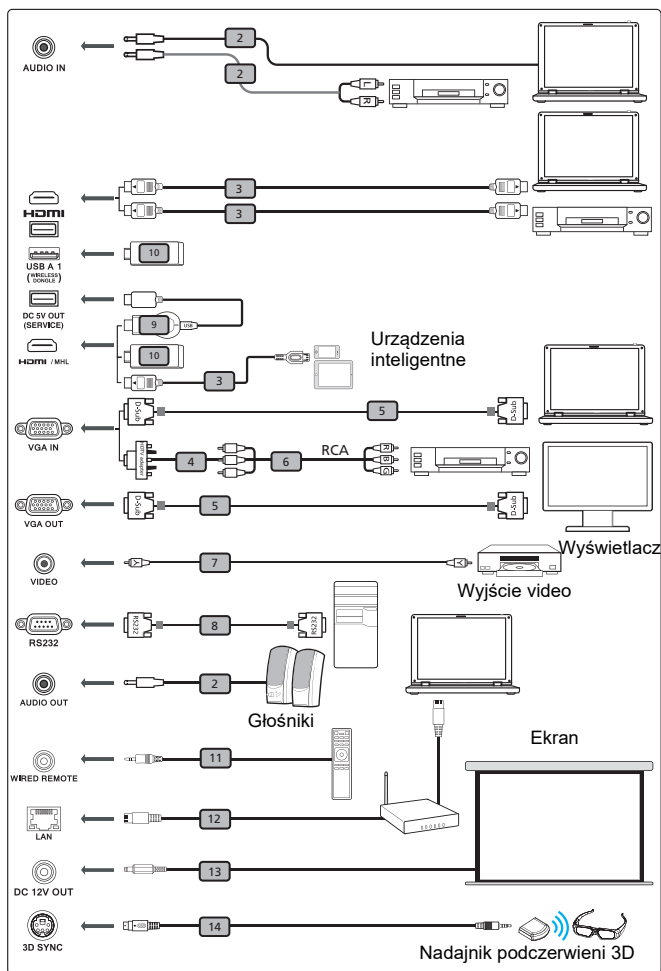 AUDIO IN
2
2
L
R
HDMI
3
3
USB A 1
(WIRELESS DONGLE)
10
DC 5V OUT
(SERVICE)
9
USB
HDMI / MHL
10
3
Urządzenia
inteligentne
VGA IN
D-Sub
5
D-Sub
HDTV adapter
4
6
RCA
R
B
G
VGA OUT
D-Sub
5
D-Sub
Wyświetlacz
VIDEO
Y
7
Y
Wyjście video
RS232
RS232
8
RS232
AUDIO OUT
2
Głośniki
Ekran
WIRED REMOTE
11
LAN
12
DC 12V OUT
13
3D SYNC
14
Nadajnik podczerwieni 3D